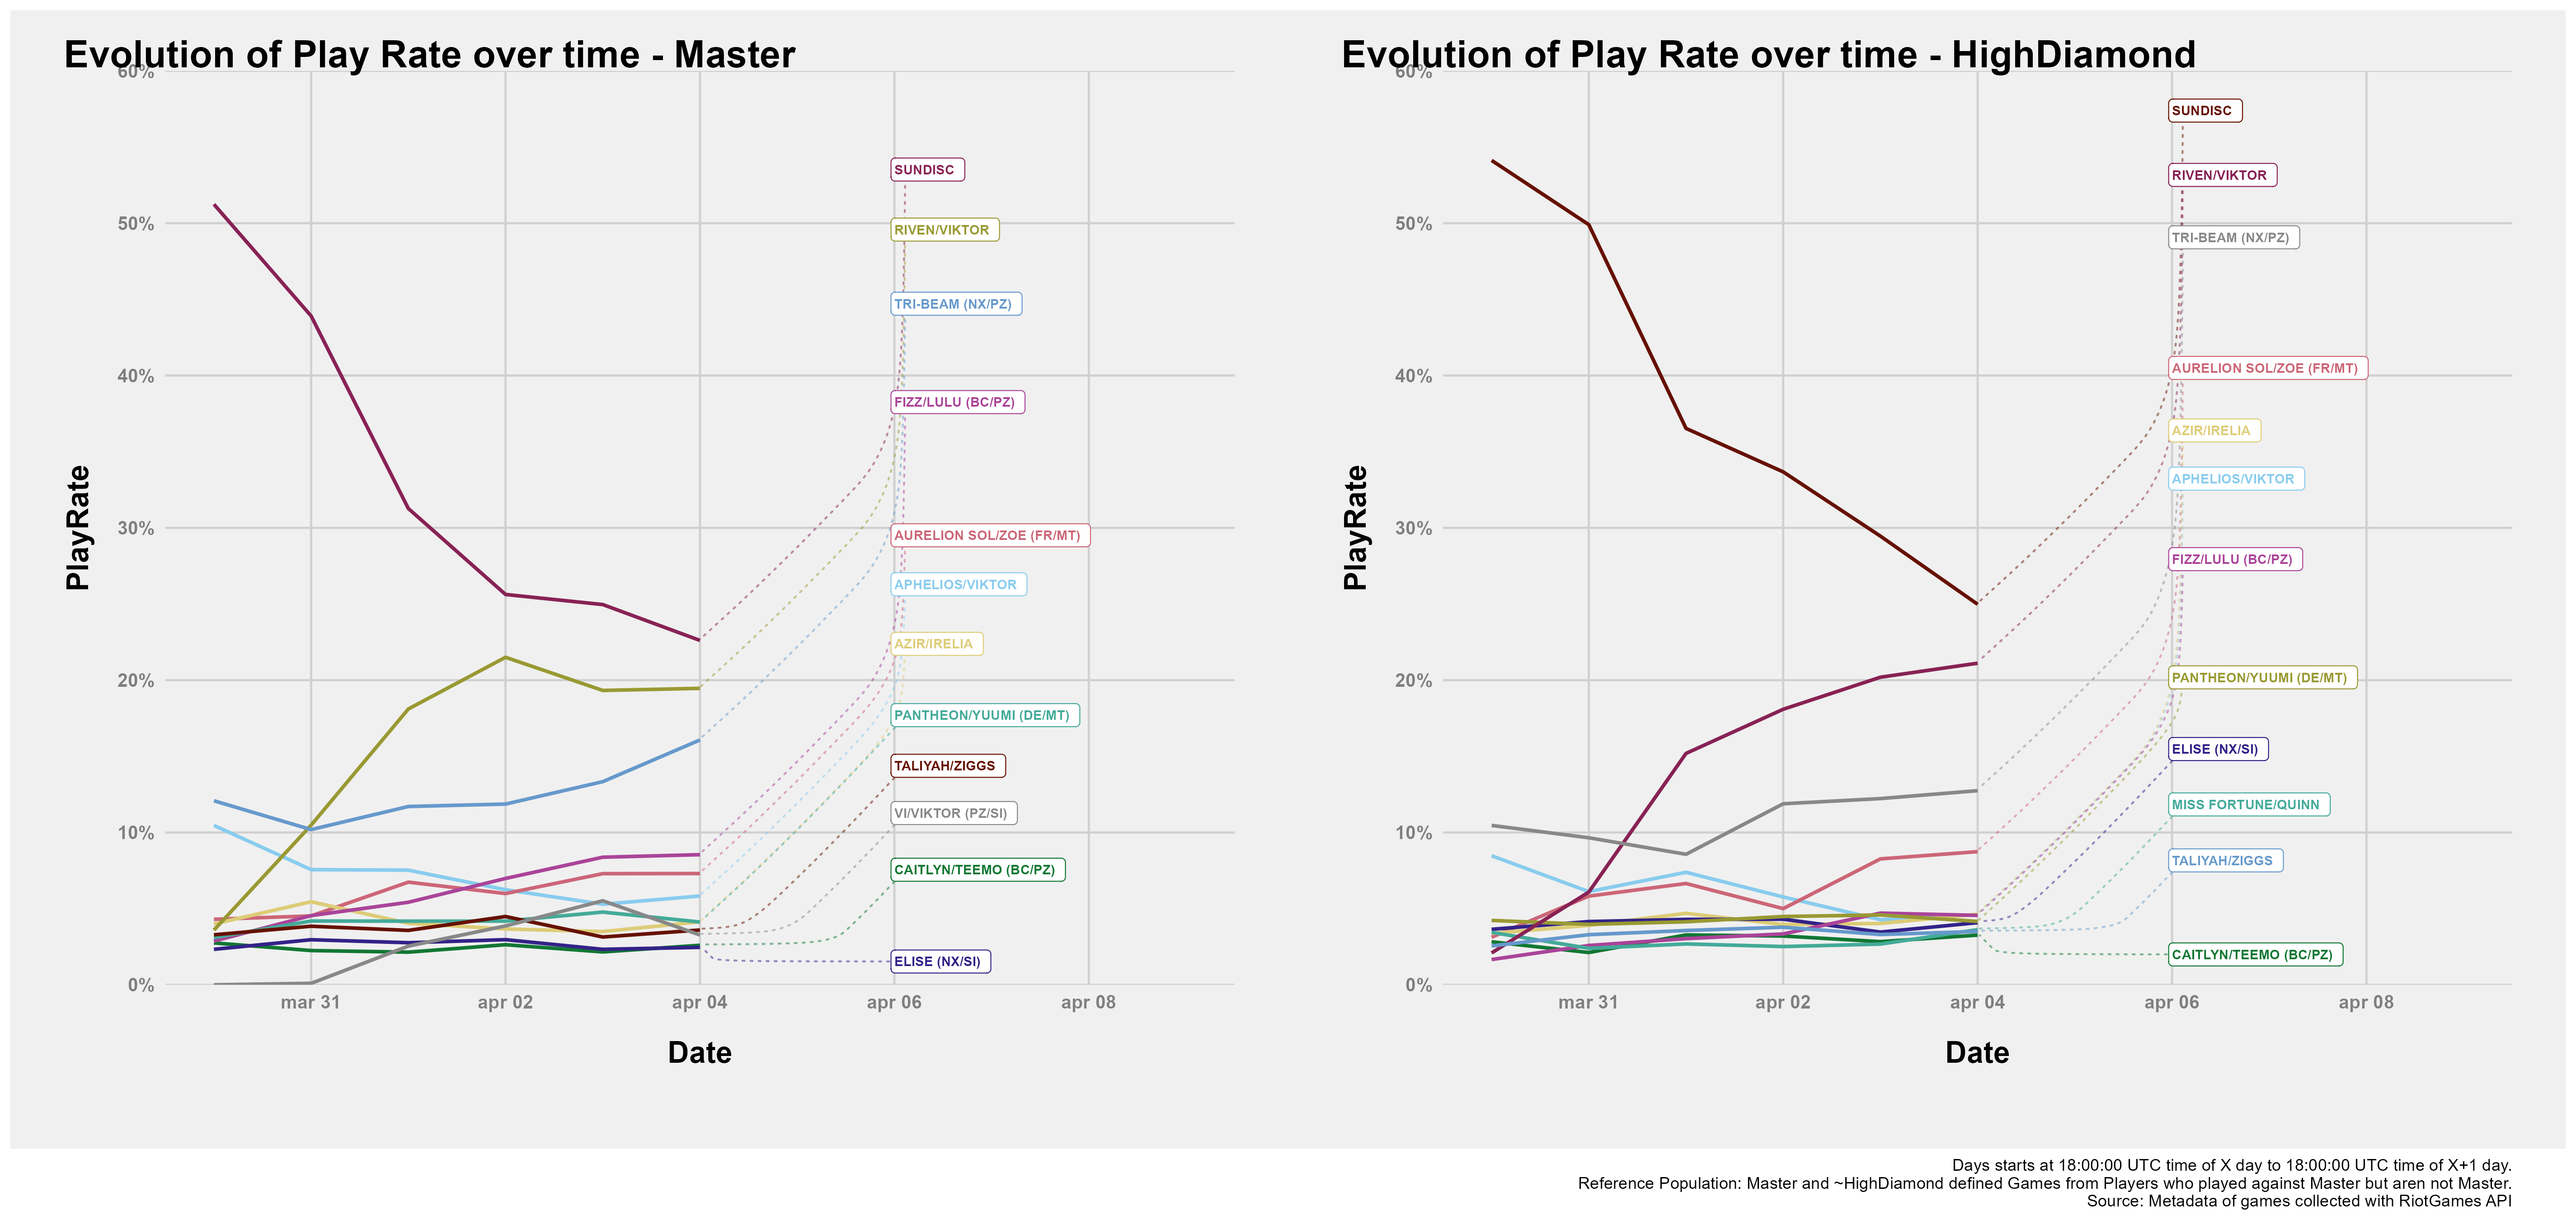 Evolution of Play Rate over time - Master
60%
50%
40%
30%
20%
10%
0%
PlayRate
SUNDISC
RIVEN/VIKTOR
TRI-BEAM (NX/PZ)
FIZZ/LULU (BC/PZ)
AURELION SOL/ZOE (FR/MT)
APHELIOS/VIKTOR
AZIR/IRELIA
PANTHEON/YUUMI (DE/MT)
TALIYAH/ZIGGS
VI/VIKTOR (PZ/SI)
CAITLYN/TEEMO (BC/PZ)
ELISE (NX/SI)
mar 31
apr 02
apr 04
apr 06
apr 08
Date
Evolution of Play Rate over time - HighDiamond
60%
50%
40%
30%
20%
10%
0%
PlayRate
SUNDISC
RIVEN/VIKTOR
TRI-BEAM (NX/PZ)
AURELION SOL/ZOE (FR/MT)
AZIR/IRELIA
APHELIOS/VIKTOR
FIZZ/LULU (BC/PZ)
PANTHEON/YUUMI (DE/MT)
ELISE (NX/SI)
MISS FORTUNE/QUINN
TALIYAH/ZIGGS
CAITLYN/TEEMO (BC/PZ)
mar 31
apr 02
apr 04
apr 06
apr 08
Date
Days starts at 18:00:00 UTC time of X day to 18:00:00 UTC time of X+1 day.
Reference Population: Master and ~HighDiamond defined Games from Players who played against Master but aren not Master.
Source: Metadata of games collected with RiotGames API